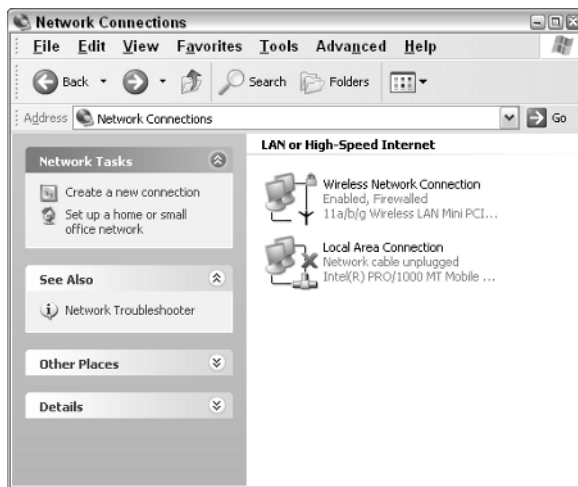 Network Connections
File Edit View Favorites Tools Advanced Help
Back Search Folders
Address Network Connections Go
Network Tasks
Create a new connection
Set up a home or small
office network
See Also
Network Troubleshooter
Other Places
Details
LAN or High-Speed Internet
Wireless Network Connection
Enabled, Firewalled
11a/b/g Wireless LAN Mini PCI...
Local Area Connection
Network cable unplugged
Intel(R) PRO/1000 MT Mobile ...